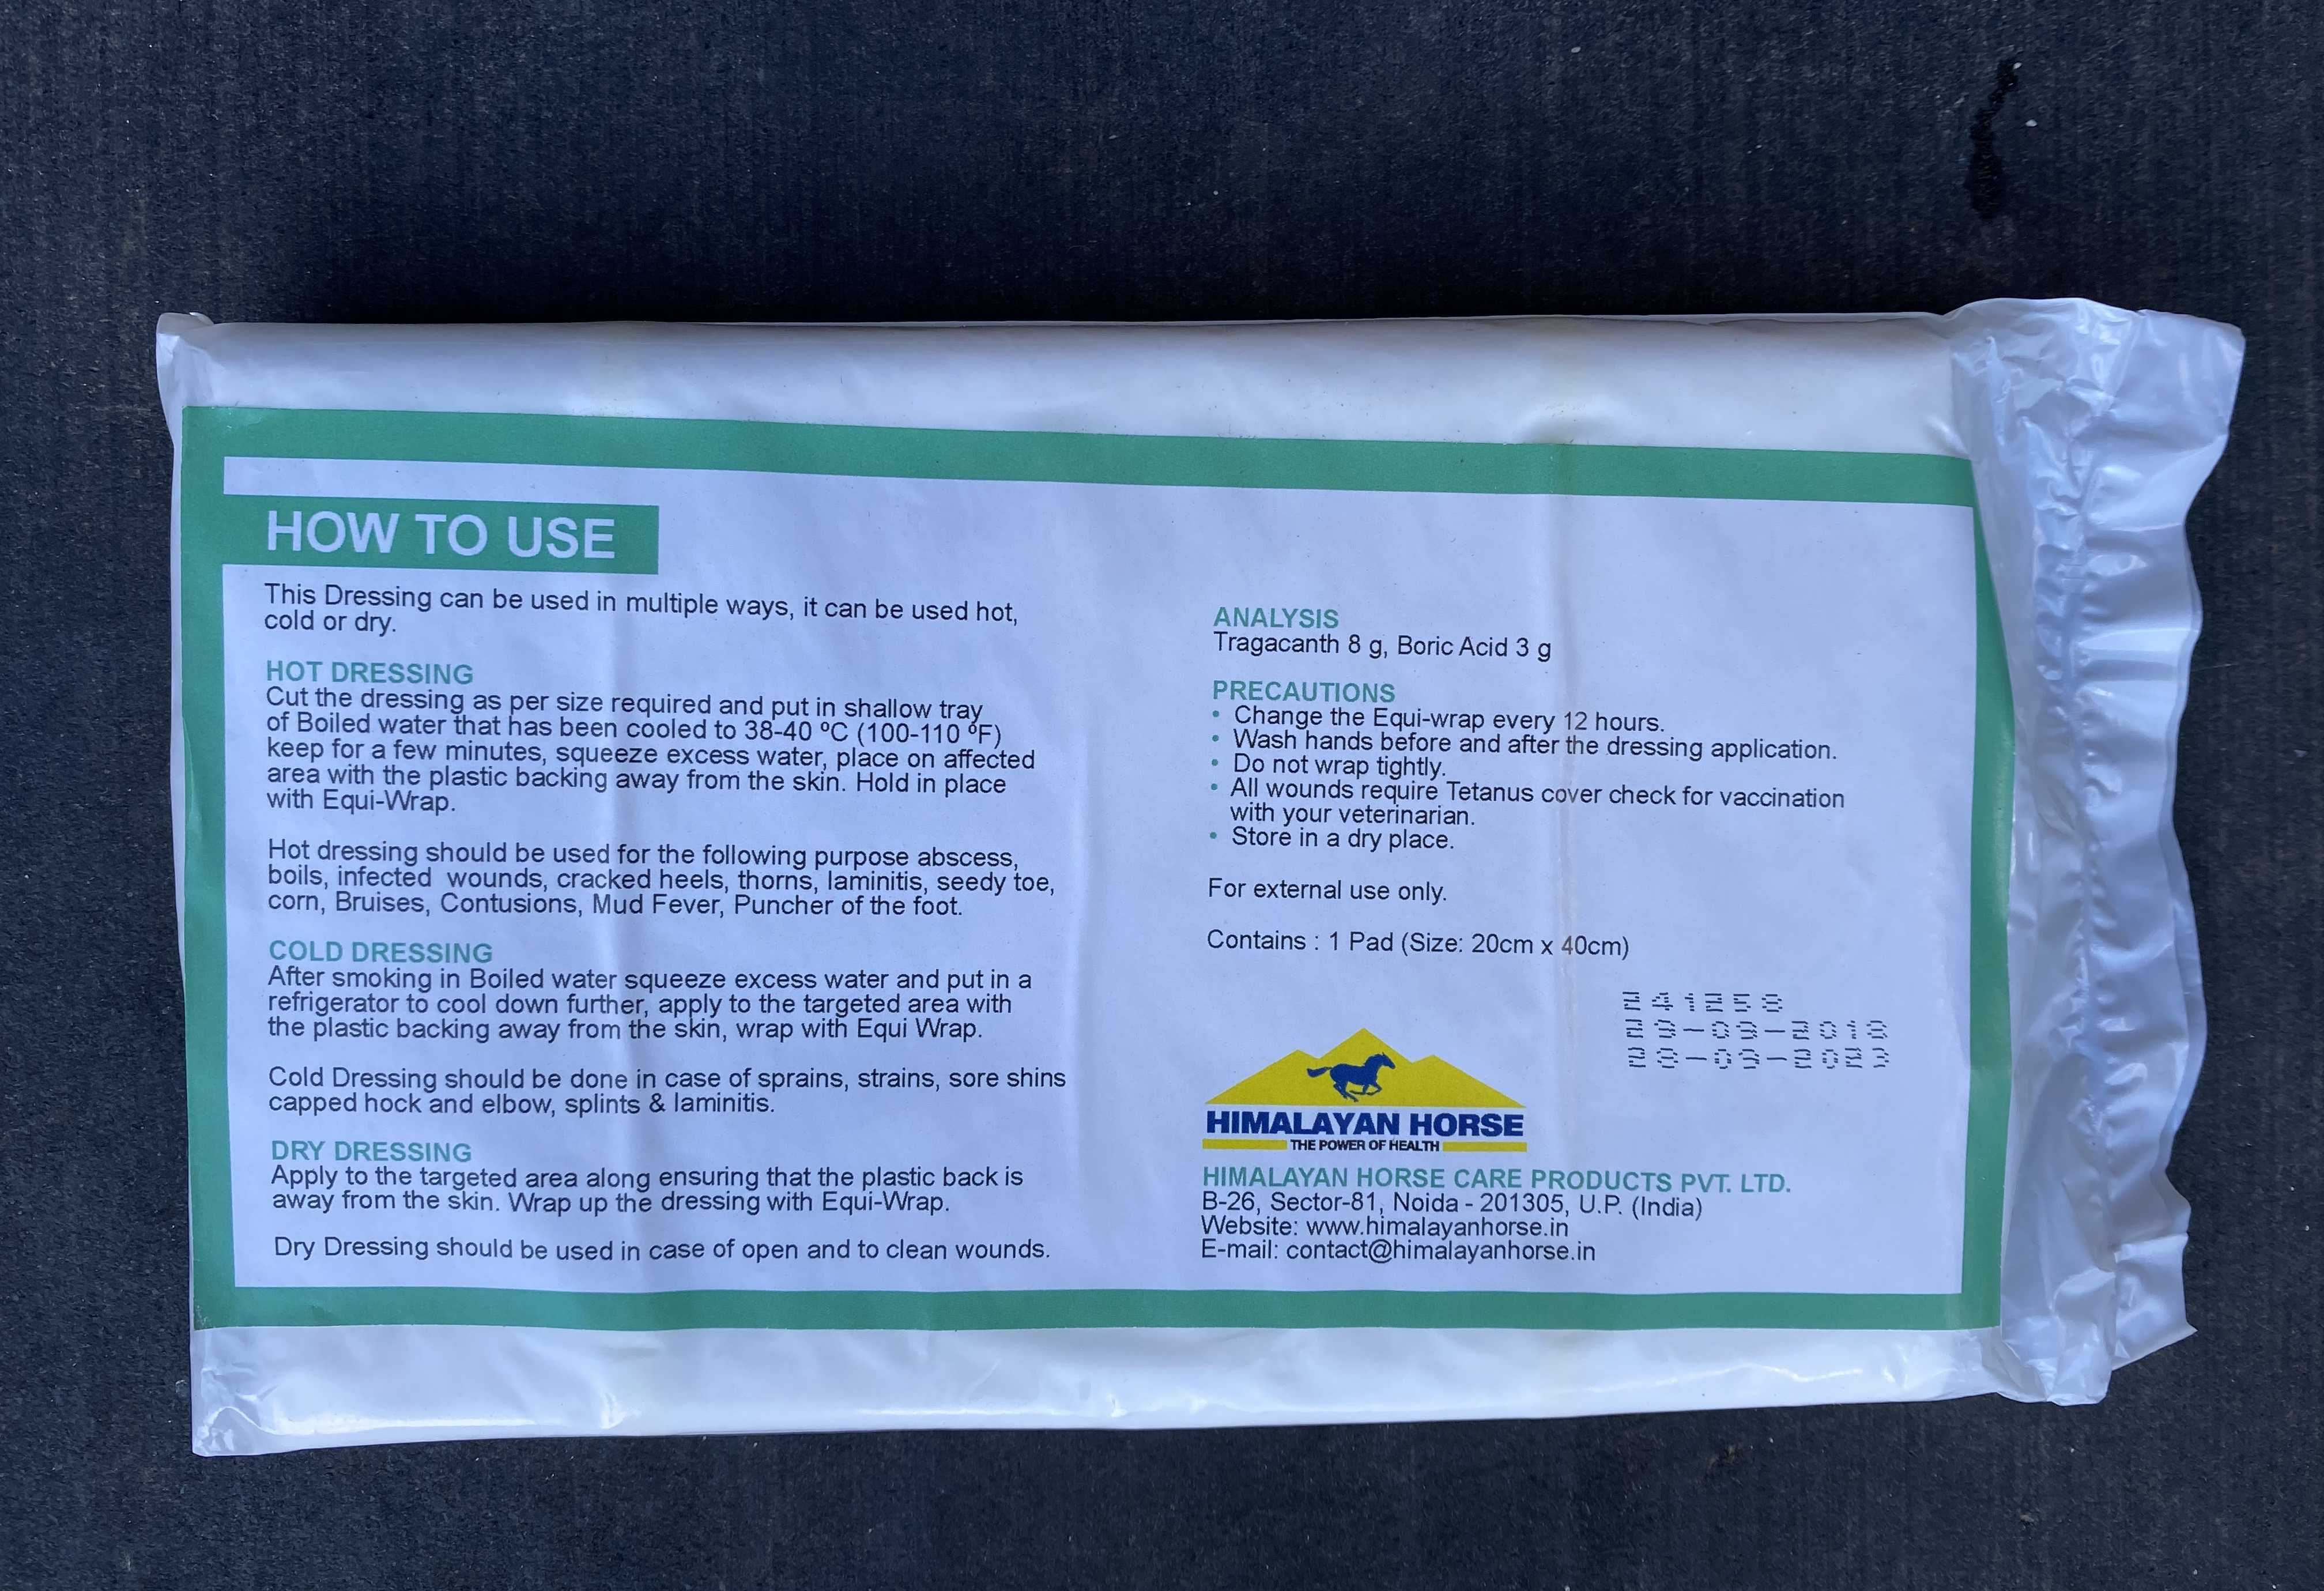 HOW TO USE
This Dressing can be used in multiple ways, it can be used hot,
cold or dry.
HOT DRESSING
Cut the dressing as per size required and put in shallow tray
of Boiled water that has been cooled to 38-40 ºC (100-110 ºF)
keep for a few minutes, squeeze excess water, place on affected
area with the plastic backing away from the skin. Hold in place
with Equi-Wrap.
Hot dressing should be used for the following purpose abscess,
boils, infected wounds, cracked heels, thorns, laminitis, seedy toe,
corn, Bruises, Contusions, Mud Fever, Puncher of the foot.
COLD DRESSING
After smoking in Boiled water squeeze excess water and put in a
refrigerator to cool down further, apply to the targeted area with
the plastic backing away from the skin, wrap with Equi Wrap.
Cold Dressing should be done in case of sprains, strains, sore shins
capped hock and elbow, splints & laminitis.
DRY DRESSING
Apply to the targeted area along ensuring that the plastic back is
away from the skin. Wrap up the dressing with Equi-Wrap.
Dry Dressing should be used in case of open and to clean wounds.
ANALYSIS
Tragacanth 8 g, Boric Acid 3 g
PRECAUTIONS
• Change the Equi-wrap every 12 hours.
• Wash hands before and after the dressing application.
• Do not wrap tightly.
• All wounds require Tetanus cover check for vaccination
with your veterinarian.
• Store in a dry place.
For external use only.
Contains : 1 Pad (Size: 20cm x 40cm)
241258
29-09-2018
28-09-2023
HIMALAYAN HORSE
THE POWER OF HEALTH
HIMALAYAN HORSE CARE PRODUCTS PVT. LTD.
B-26, Sector-81, Noida - 201305, U.P. (India)
Website: www.himalayanhorse.in
E-mail: contact@himalayanhorse.in